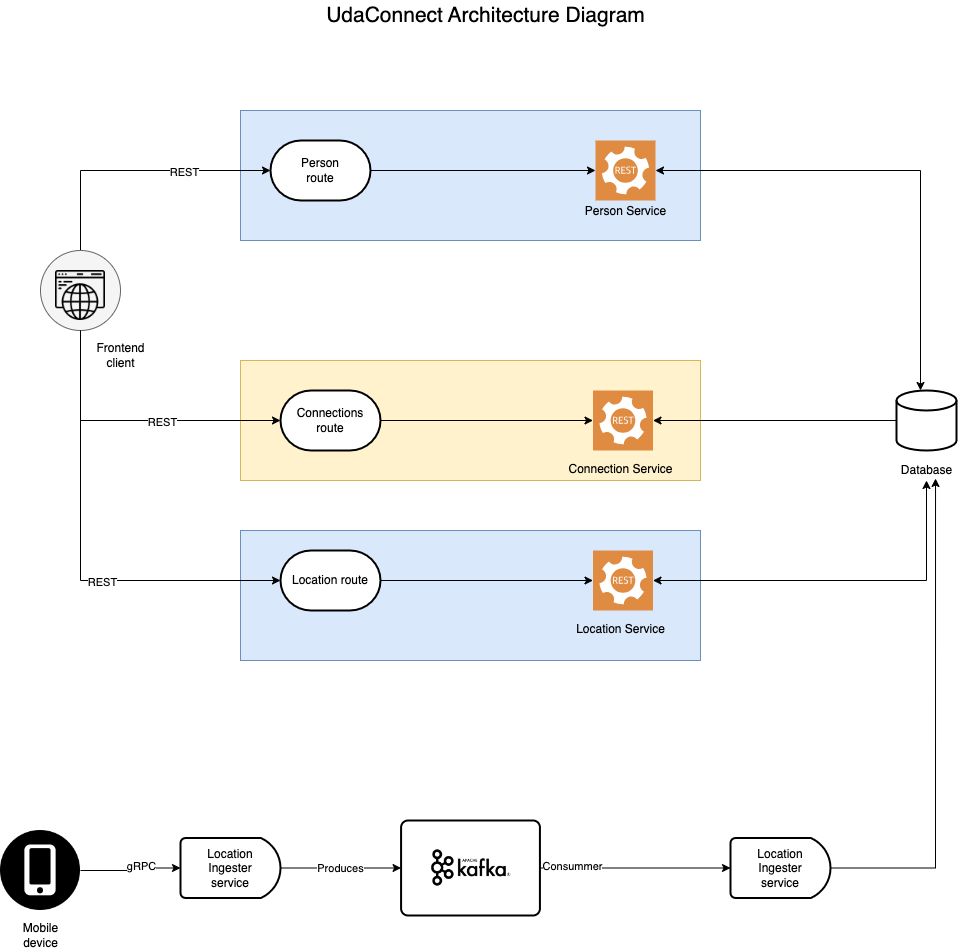 UdaConnect Architecture Diagram
REST
Person
route
REST
Person Service
Frontend
client
REST
Connections
route
REST
Connection Service
Database
REST
Location route
REST
Location Service
gRPC
Location
Ingester
service
Produces
APACHE
kafka
Consummer
Location
Ingester
service
Mobile
device